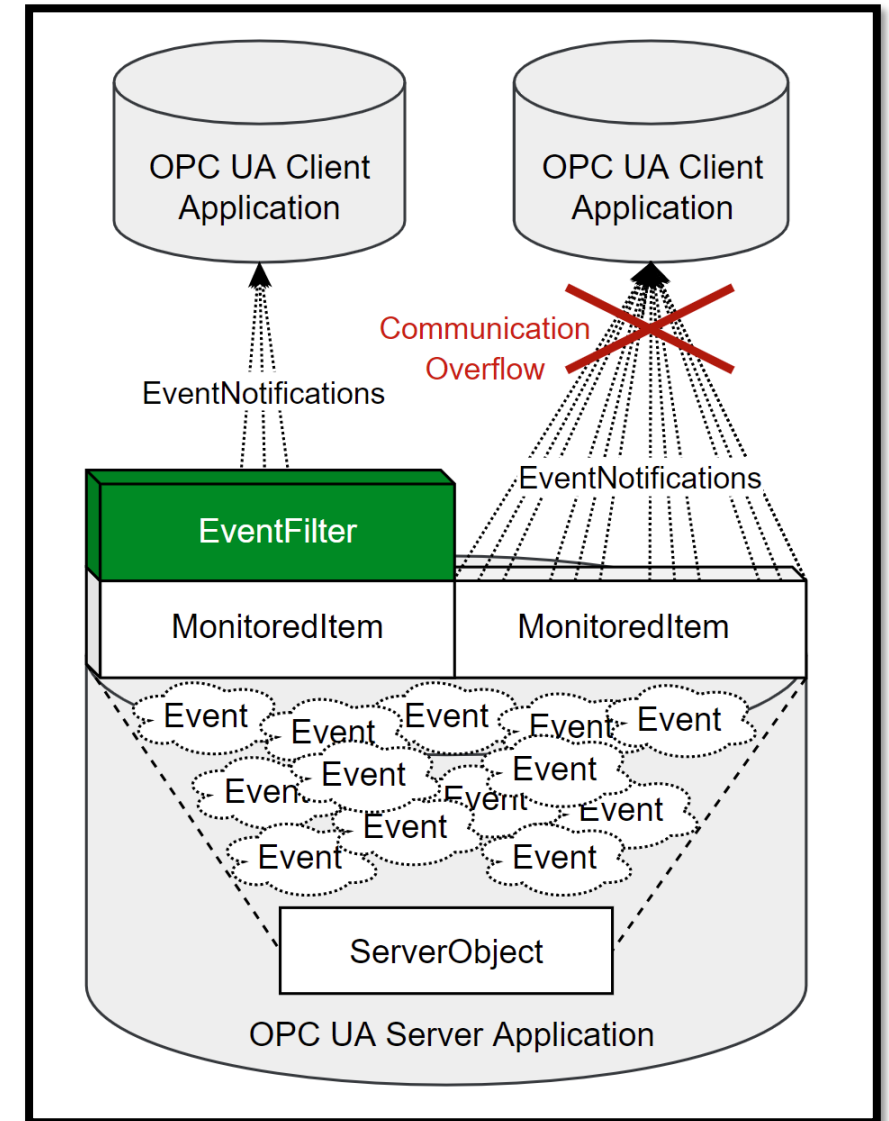 OPC UA Client
Application
OPC UA Client
Application
Communication
Overflow
EventNotifications
EventNotifications
EventFilter
MonitoredItem
MonitoredItem
Event
Event
Event
Event
Event
Event
Event
Event
Event
Event
Event
Event
Event
ServerObject
OPC UA Server Application